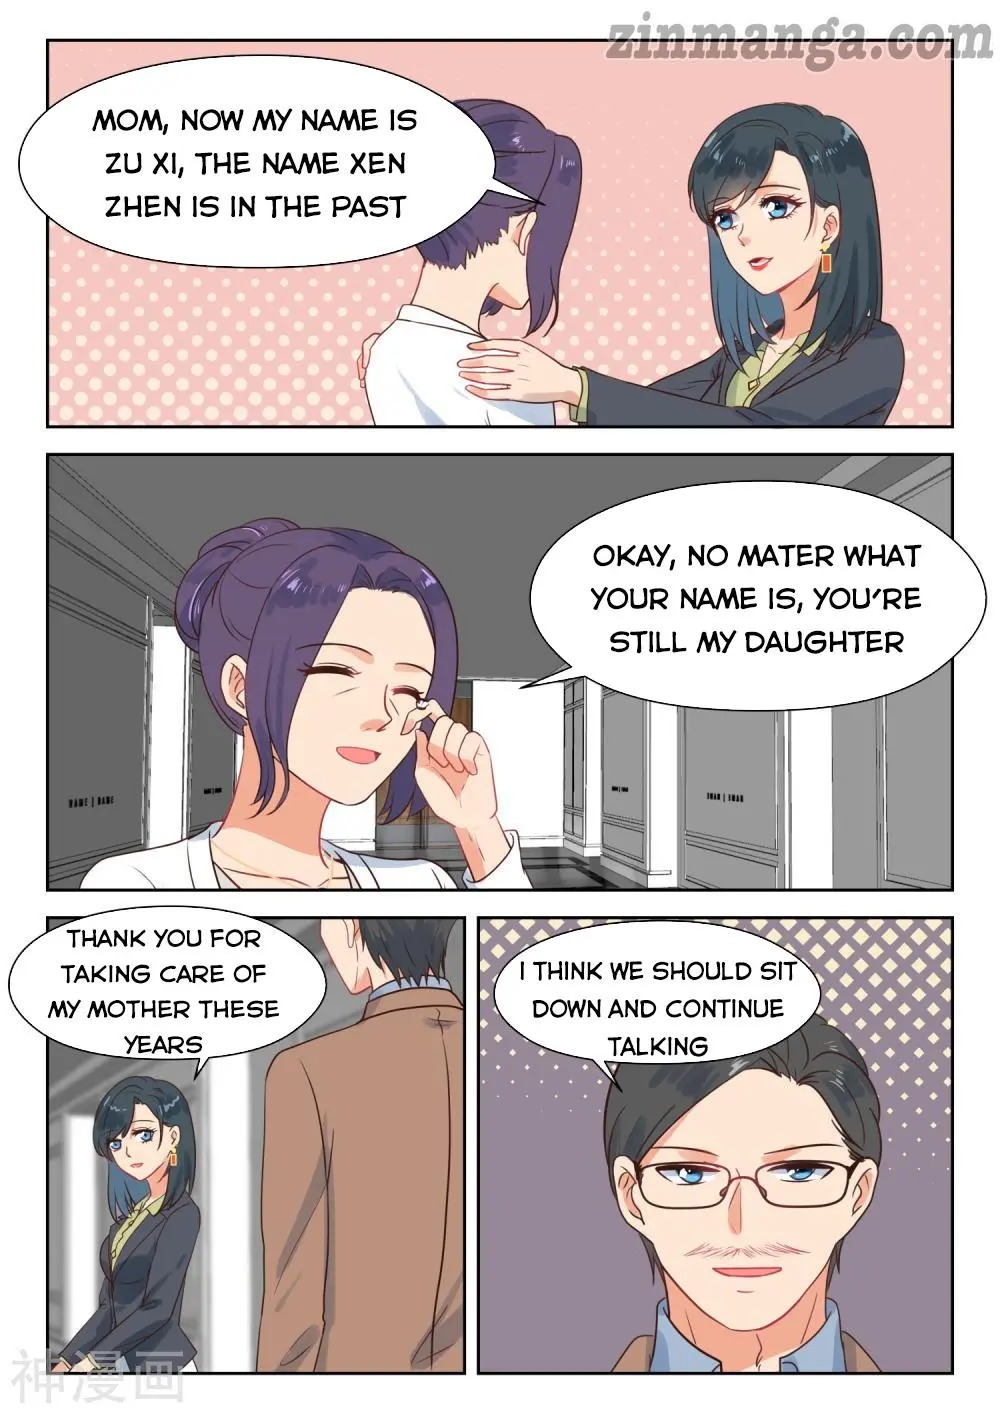 zinmanga.com
MOM, NOW MY NAME IS
ZU XI, THE NAME XEN
ZHEN IS IN THE PAST
OKAY, NO MATER WHAT
YOUR NAME IS, YOU'RE
STILL MY DAUGHTER
THANK YOU FOR
TAKING CARE OF
MY MOTHER THESE
YEARS
I THINK WE SHOULD SIT
DOWN AND CONTINUE
TALKING
神漫画